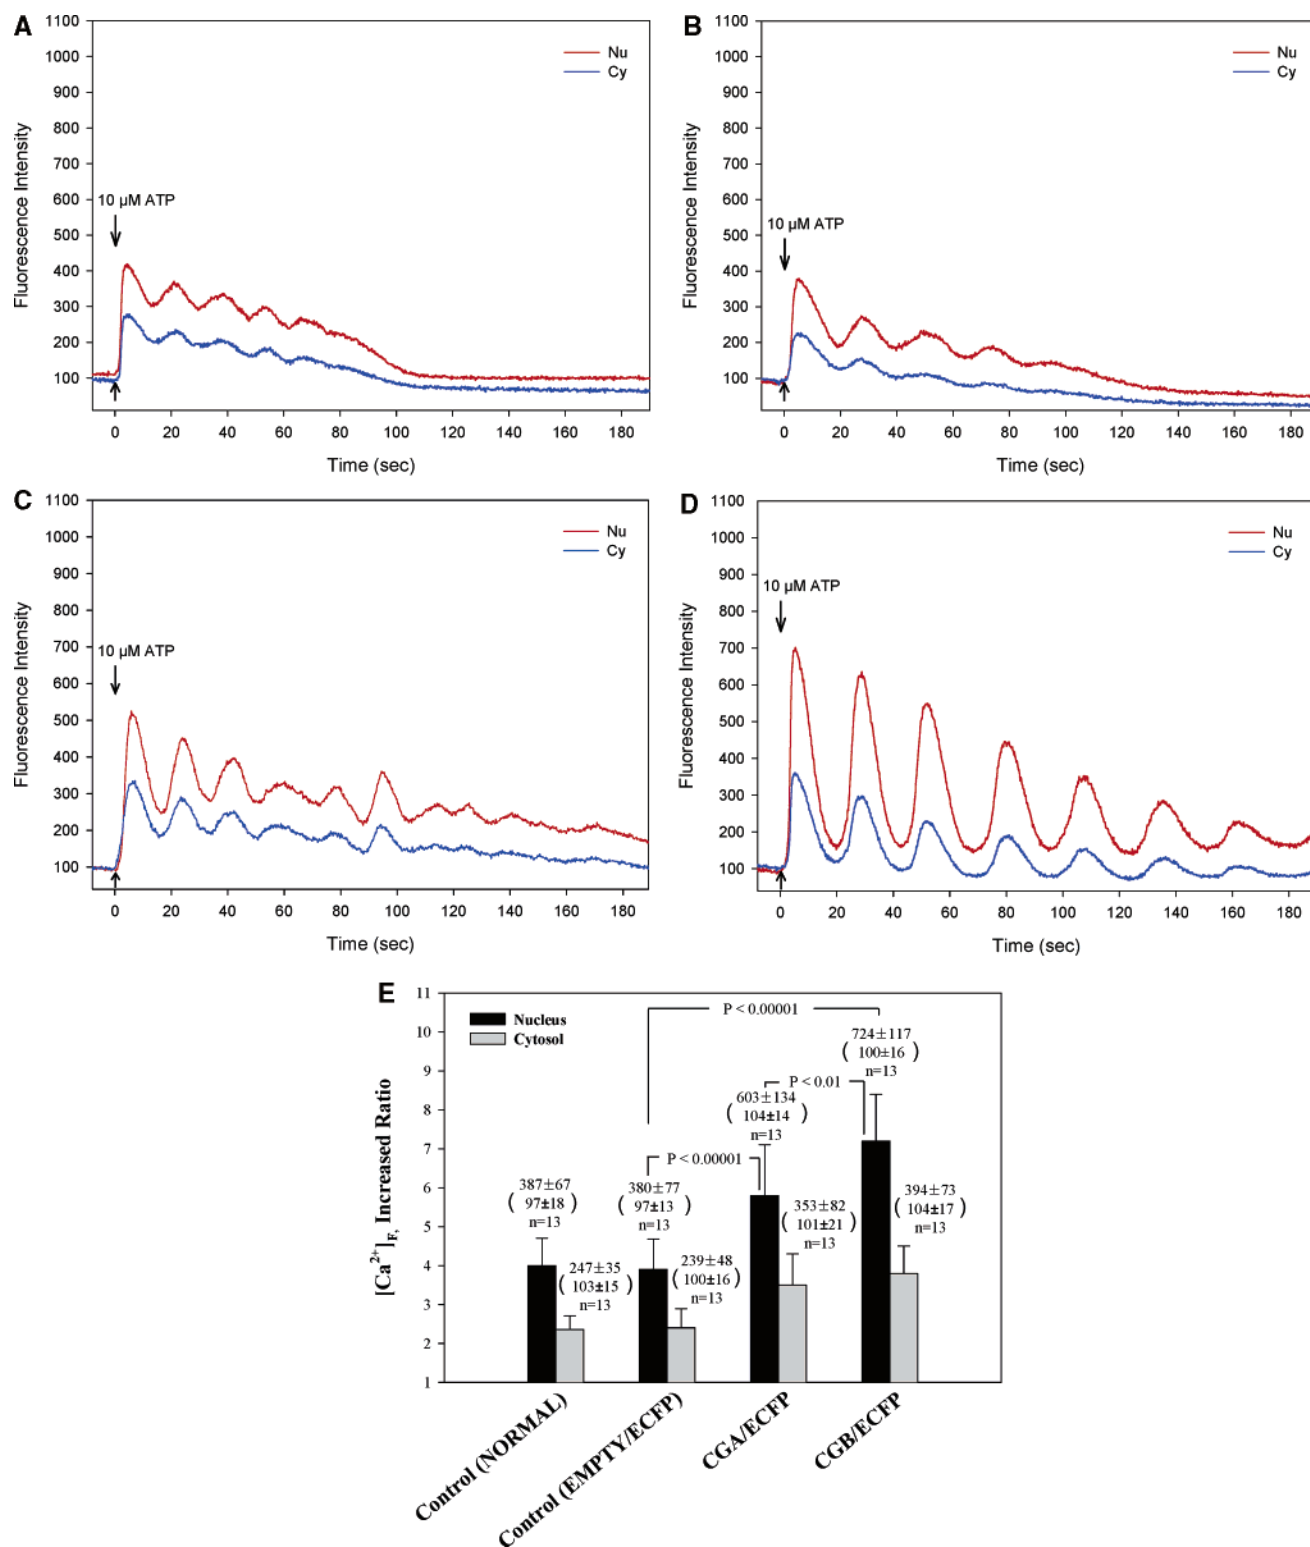 A
1100
1000
900
800
700
600
500
400
300
200
100
Fluorescence Intensity
Nu
Cy
10 µM ATP
0 20 40 60 80 100 120 140 160 180
Time (sec)
B
1100
1000
900
800
700
600
500
400
300
200
100
Fluorescence Intensity
Nu
Cy
10 µM ATP
0 20 40 60 80 100 120 140 160 180
Time (sec)
C
1100
1000
900
800
700
600
500
400
300
200
100
Fluorescence Intensity
Nu
Cy
10 µM ATP
0 20 40 60 80 100 120 140 160 180
Time (sec)
D
1100
1000
900
800
700
600
500
400
300
200
100
Fluorescence Intensity
Nu
Cy
10 µM ATP
0 20 40 60 80 100 120 140 160 180
Time (sec)
E
11
10
9
8
7
6
5
4
3
2
1
[Ca²⁺]F, Increased Ratio
Nucleus
Cytosol
P < 0.00001
724±117
(100±16)
n=13
P < 0.01
603±134
(104±14)
n=13
P < 0.00001
387±67
(97±18)
n=13
380±77
(97±13)
n=13
353±82
(101±21)
n=13
394±73
(104±17)
n=13
247±35
(103±15)
n=13
239±48
(100±16)
n=13
Control (NORMAL)
Control (EMPTY/ECFP)
CGA/ECFP
CGB/ECFP